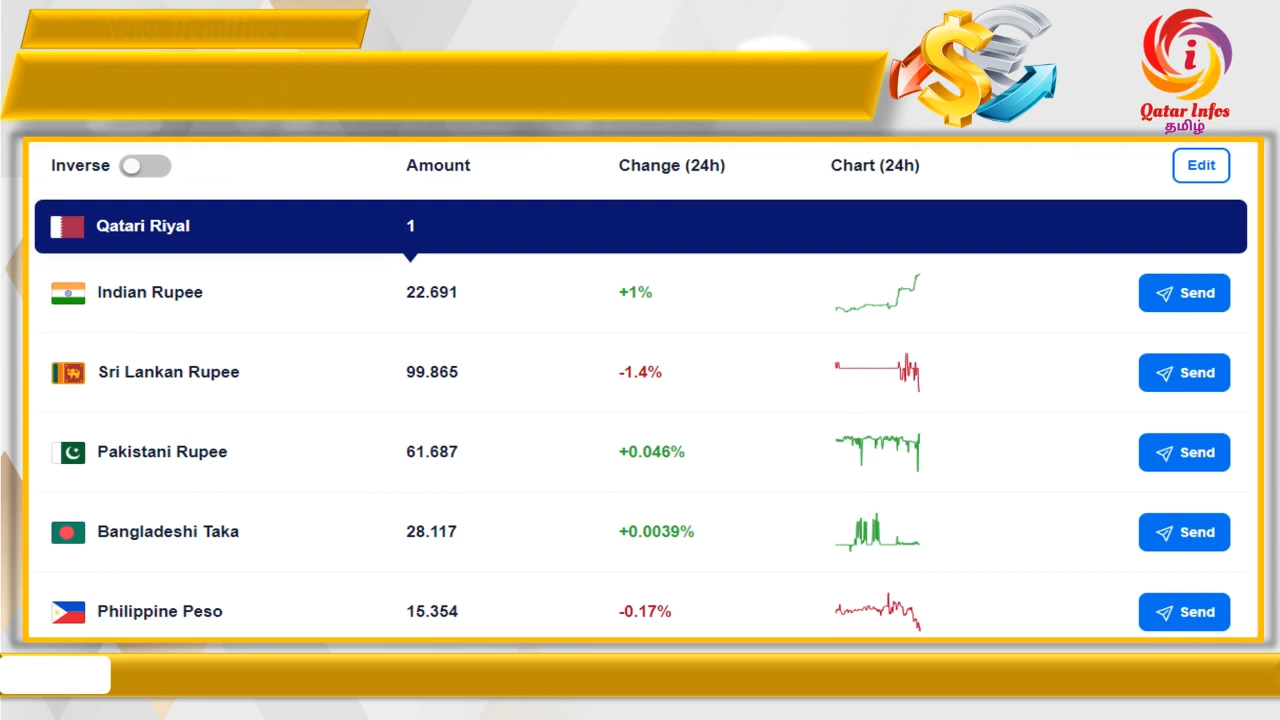 News Headlines
i
Qatar Infos
தமிழ்
Inverse Amount Change (24h) Chart (24h) Edit
Qatari Riyal 1
Indian Rupee 22.691 +1% Send
Sri Lankan Rupee 99.865 -1.4% Send
Pakistani Rupee 61.687 +0.046% Send
Bangladeshi Taka 28.117 +0.0039% Send
Philippine Peso 15.354 -0.17% Send